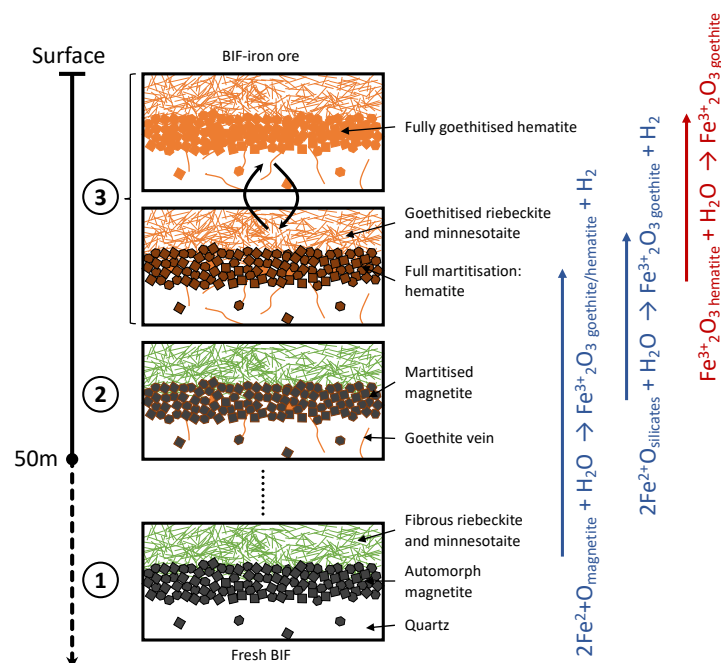 Surface
BIF-iron ore
Fully goethitised hematite
3
Goethitised riebeckite
and minnesotaite
Full martitisation:
hematite
2
Martitised
magnetite
Goethite vein
50m
Fibrous riebeckite
and minnesotaite
1
Automorph
magnetite
Quartz
Fresh BIF
2Fe²⁺O magnetite + H₂O → Fe³⁺₂O₃ goethite/hematite + H₂
2Fe²⁺O silicates + H₂O → Fe³⁺₂O₃ goethite + H₂
Fe³⁺₂O₃ hematite + H₂O → Fe³⁺₂O₃ goethite